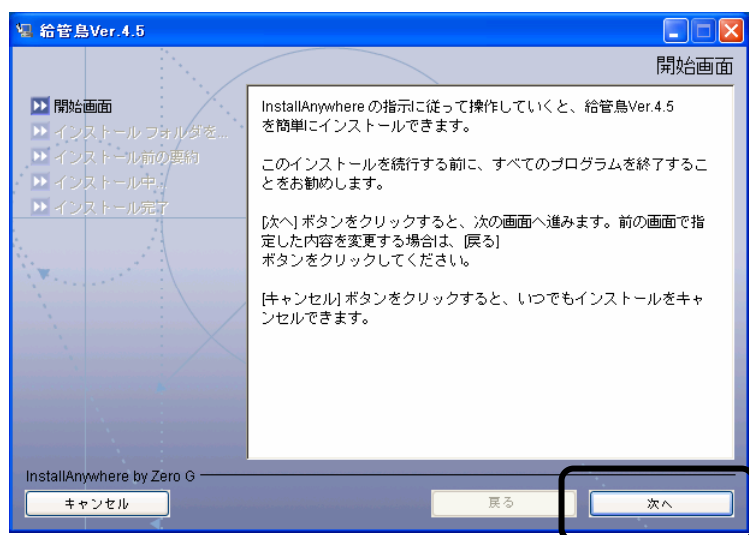 給管鳥Ver.4.5
開始画面
開始画面
インストール フォルダを...
インストール前の要約
インストール中...
インストール完了
InstallAnywhere の指示に従って操作していくと、給管鳥Ver.4.5
を簡単にインストールできます。
このインストールを続行する前に、すべてのプログラムを終了するこ
とをお勧めします。
[次へ] ボタンをクリックすると、次の画面へ進みます。前の画面で指
定した内容を変更する場合は、[戻る]
ボタンをクリックしてください。
[キャンセル] ボタンをクリックすると、いつでもインストールをキャ
ンセルできます。
InstallAnywhere by Zero G
キャンセル
戻る
次へ